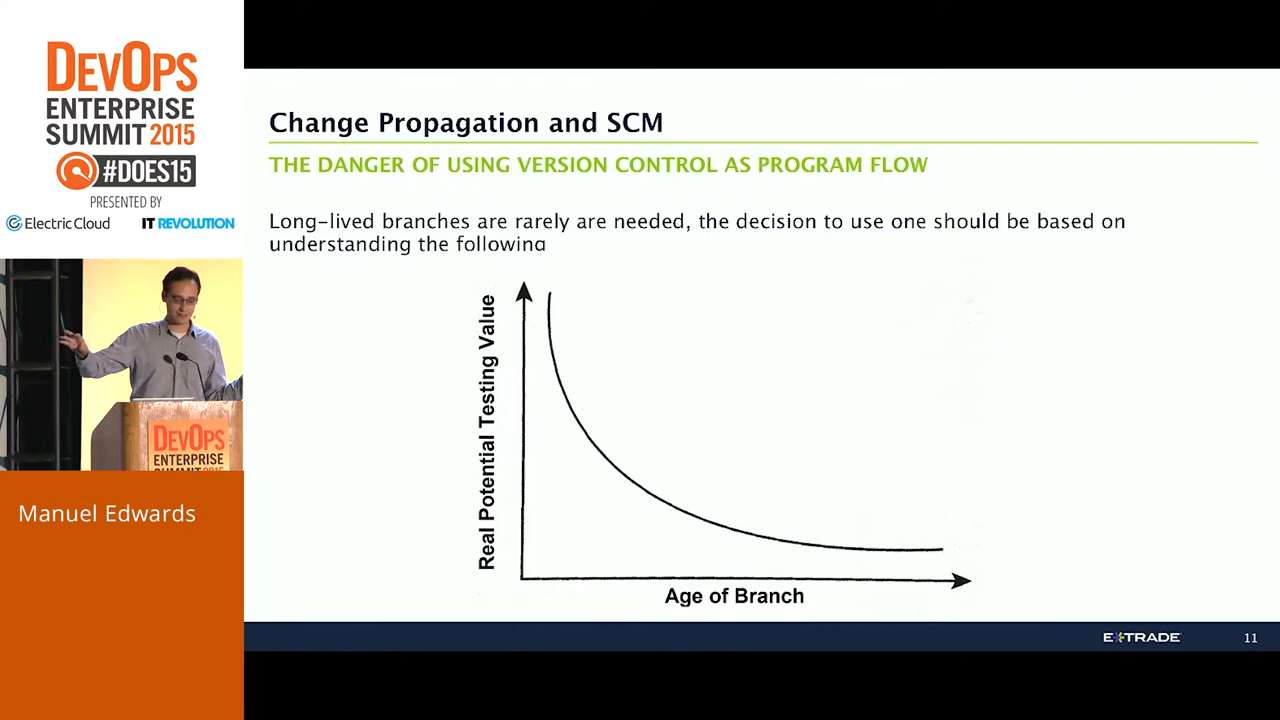 DEVOPS
ENTERPRISE
SUMMIT 2015
#DOES15
PRESENTED BY
Electric Cloud IT REVOLUTION
DEVOPS
ENTERPRISE
SUMMIT 2015
Manuel Edwards
Change Propagation and SCM
THE DANGER OF USING VERSION CONTROL AS PROGRAM FLOW
Long-lived branches are rarely are needed, the decision to use one should be based on
understanding the following
Real Potential Testing Value
Age of Branch
E*TRADE
11